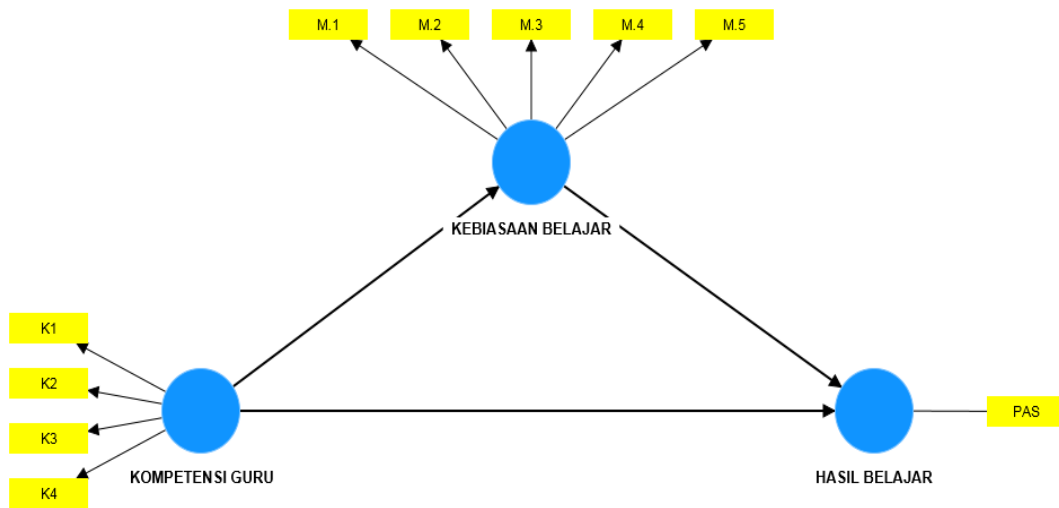 M.1 M.2 M.3 M.4 M.5
KEBIASAAN BELAJAR
K1
K2
K3
K4
KOMPETENSI GURU
PAS
HASIL BELAJAR